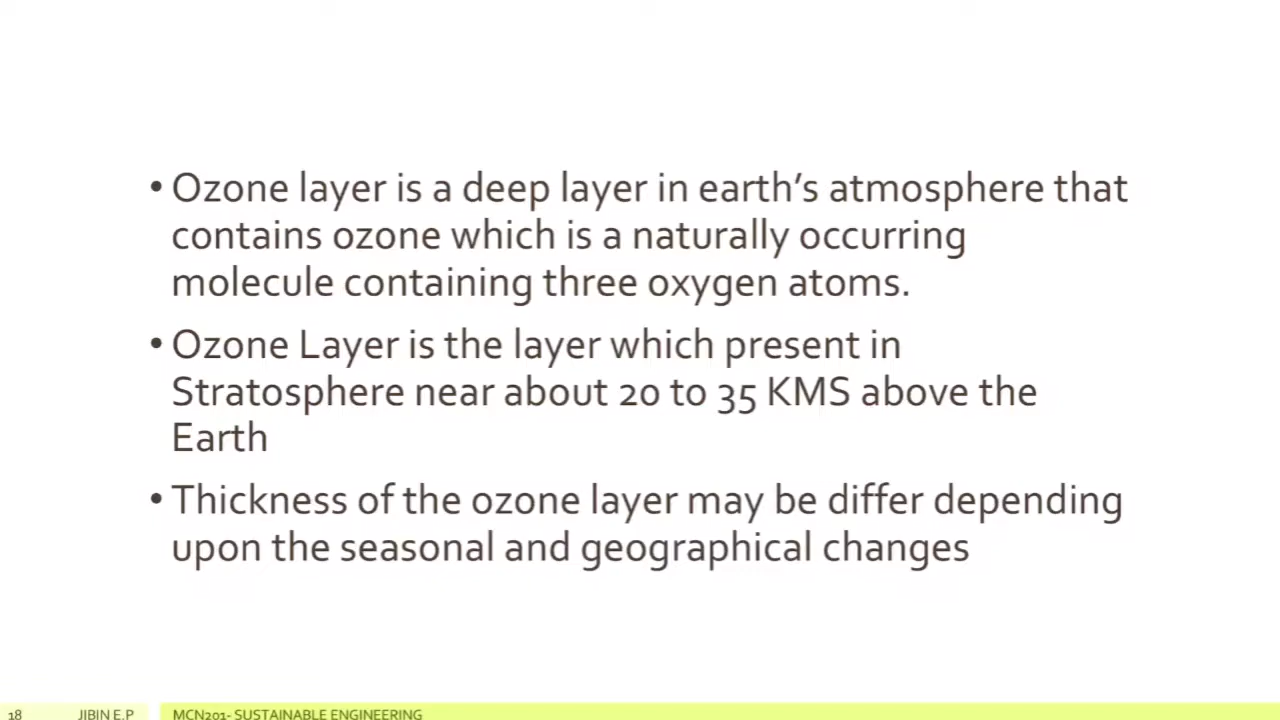 • Ozone layer is a deep layer in earth’s atmosphere that
contains ozone which is a naturally occurring
molecule containing three oxygen atoms.
• Ozone Layer is the layer which present in
Stratosphere near about 20 to 35 KMS above the
Earth
• Thickness of the ozone layer may be differ depending
upon the seasonal and geographical changes
18 JIBIN E.P MCN201- SUSTAINABLE ENGINEERING